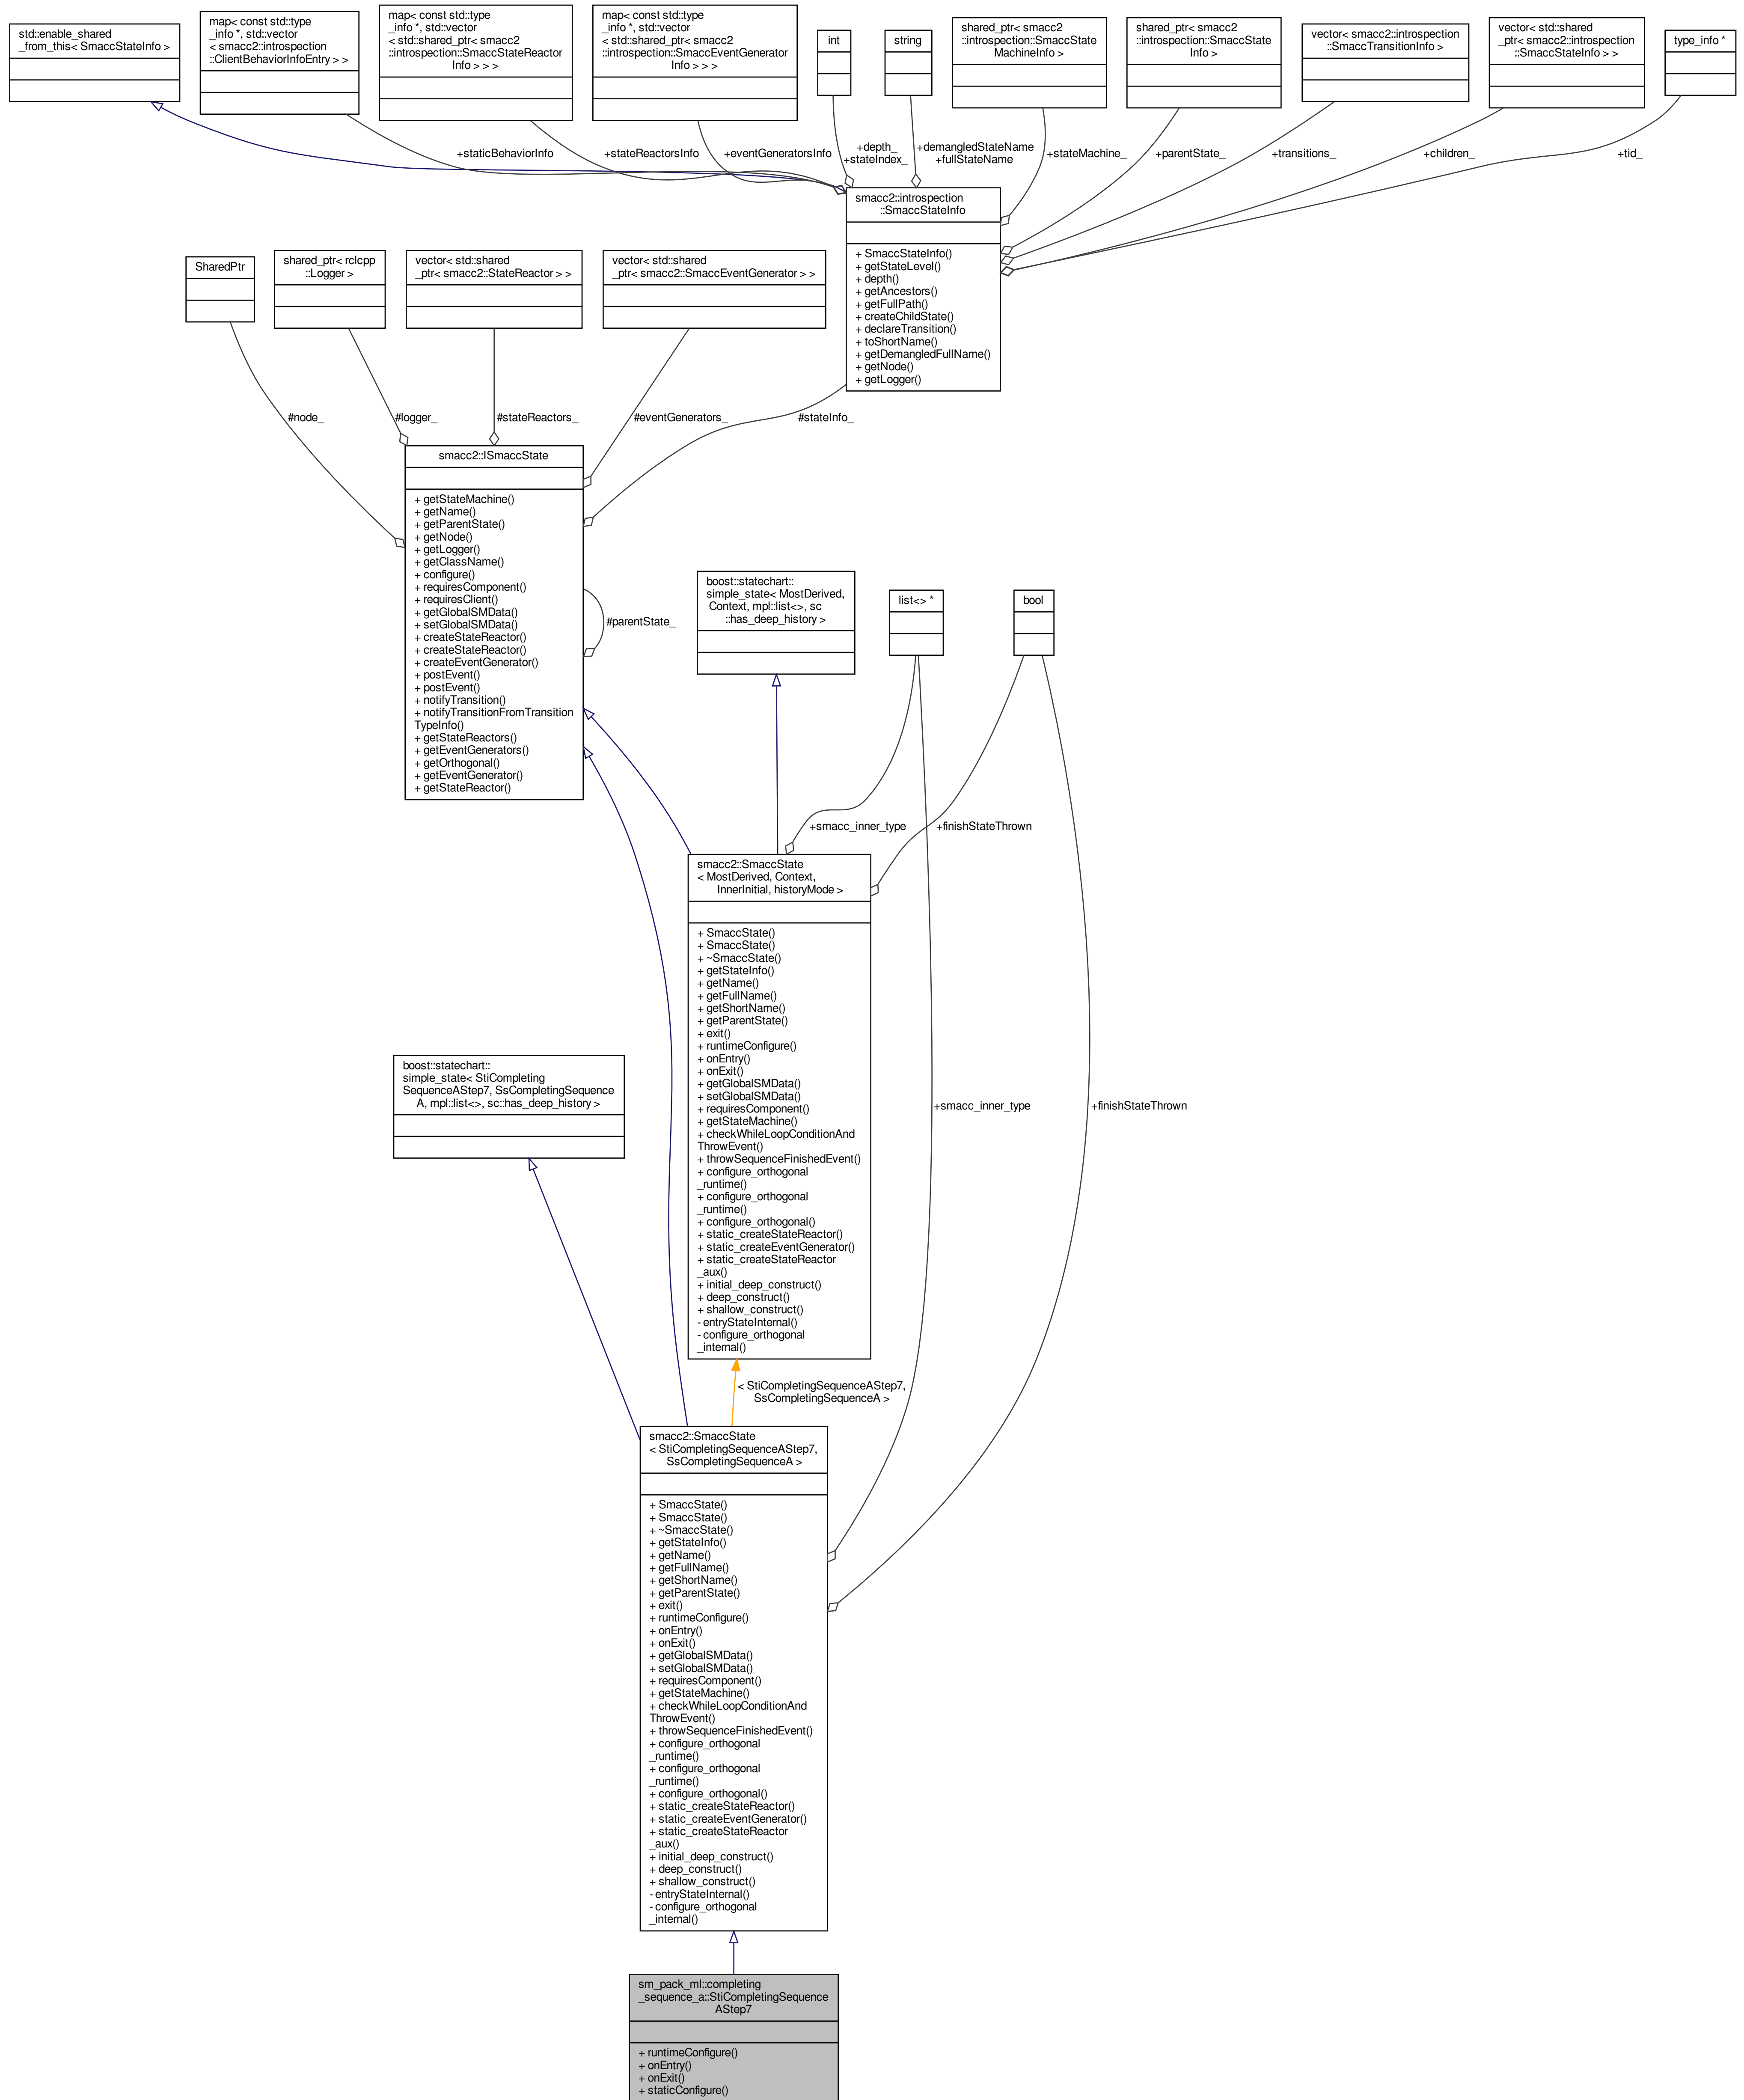 std::enable_shared
_from_this< SmaccStateInfo >
map< const std::type
_info *, std::vector
< smacc2::introspection
::ClientBehaviorInfoEntry > >
map< const std::type
_info *, std::vector
< std::shared_ptr< smacc2
::introspection::SmaccStateReactor
Info > > >
map< const std::type
_info *, std::vector
< std::shared_ptr< smacc2
::introspection::SmaccEventGenerator
Info > > >
int
string
shared_ptr< smacc2
::introspection::SmaccState
MachineInfo >
shared_ptr< smacc2
::introspection::SmaccState
Info >
vector< smacc2::introspection
::SmaccTransitionInfo >
vector< std::shared
_ptr< smacc2::introspection
::SmaccStateInfo > >
type_info *
+staticBehaviorInfo
+stateReactorsInfo
+eventGeneratorsInfo
+depth_
+stateIndex_
+demangledStateName
+fullStateName
+stateMachine_
+parentState_
+transitions_
+children_
+tid_
smacc2::introspection
::SmaccStateInfo
+ SmaccStateInfo()
+ getStateLevel()
+ depth()
+ getAncestors()
+ getFullPath()
+ createChildState()
+ declareTransition()
+ toShortName()
+ getDemangledFullName()
+ getNode()
+ getLogger()
SharedPtr
shared_ptr< rclcpp
::Logger >
vector< std::shared
_ptr< smacc2::StateReactor > >
vector< std::shared
_ptr< smacc2::SmaccEventGenerator > >
#node_
#logger_
#stateReactors_
#eventGenerators_
#stateInfo_
smacc2::ISmaccState
+ getStateMachine()
+ getName()
+ getParentState()
+ getNode()
+ getLogger()
+ getClassName()
+ configure()
+ requiresComponent()
+ requiresClient()
+ getGlobalSMData()
+ setGlobalSMData()
+ createStateReactor()
+ createStateReactor()
+ createEventGenerator()
+ postEvent()
+ postEvent()
+ notifyTransition()
+ notifyTransitionFromTransition
TypeInfo()
+ getStateReactors()
+ getEventGenerators()
+ getOrthogonal()
+ getEventGenerator()
+ getStateReactor()
#parentState_
boost::statechart::
simple_state< MostDerived,
Context, mpl::list<>, sc
::has_deep_history >
list<> *
bool
+smacc_inner_type
+finishStateThrown
smacc2::SmaccState
< MostDerived, Context,
InnerInitial, historyMode >
+ SmaccState()
+ SmaccState()
+ ~SmaccState()
+ getStateInfo()
+ getName()
+ getFullName()
+ getShortName()
+ getParentState()
+ exit()
+ runtimeConfigure()
+ onEntry()
+ onExit()
+ getGlobalSMData()
+ setGlobalSMData()
+ requiresComponent()
+ getStateMachine()
+ checkWhileLoopConditionAnd
ThrowEvent()
+ throwSequenceFinishedEvent()
+ configure_orthogonal
_runtime()
+ configure_orthogonal
_runtime()
+ configure_orthogonal()
+ static_createStateReactor()
+ static_createEventGenerator()
+ static_createStateReactor
_aux()
+ initial_deep_construct()
+ deep_construct()
+ shallow_construct()
- entryStateInternal()
- configure_orthogonal
_internal()
boost::statechart::
simple_state< StiCompleting
SequenceAStep7, SsCompletingSequence
A, mpl::list<>, sc::has_deep_history >
+smacc_inner_type
+finishStateThrown
< StiCompletingSequenceAStep7,
SsCompletingSequenceA >
smacc2::SmaccState
< StiCompletingSequenceAStep7,
SsCompletingSequenceA >
+ SmaccState()
+ SmaccState()
+ ~SmaccState()
+ getStateInfo()
+ getName()
+ getFullName()
+ getShortName()
+ getParentState()
+ exit()
+ runtimeConfigure()
+ onEntry()
+ onExit()
+ getGlobalSMData()
+ setGlobalSMData()
+ requiresComponent()
+ getStateMachine()
+ checkWhileLoopConditionAnd
ThrowEvent()
+ throwSequenceFinishedEvent()
+ configure_orthogonal
_runtime()
+ configure_orthogonal
_runtime()
+ configure_orthogonal()
+ static_createStateReactor()
+ static_createEventGenerator()
+ static_createStateReactor
_aux()
+ initial_deep_construct()
+ deep_construct()
+ shallow_construct()
- entryStateInternal()
- configure_orthogonal
_internal()
sm_pack_ml::completing
_sequence_a::StiCompletingSequence
AStep7
+ runtimeConfigure()
+ onEntry()
+ onExit()
+ staticConfigure()